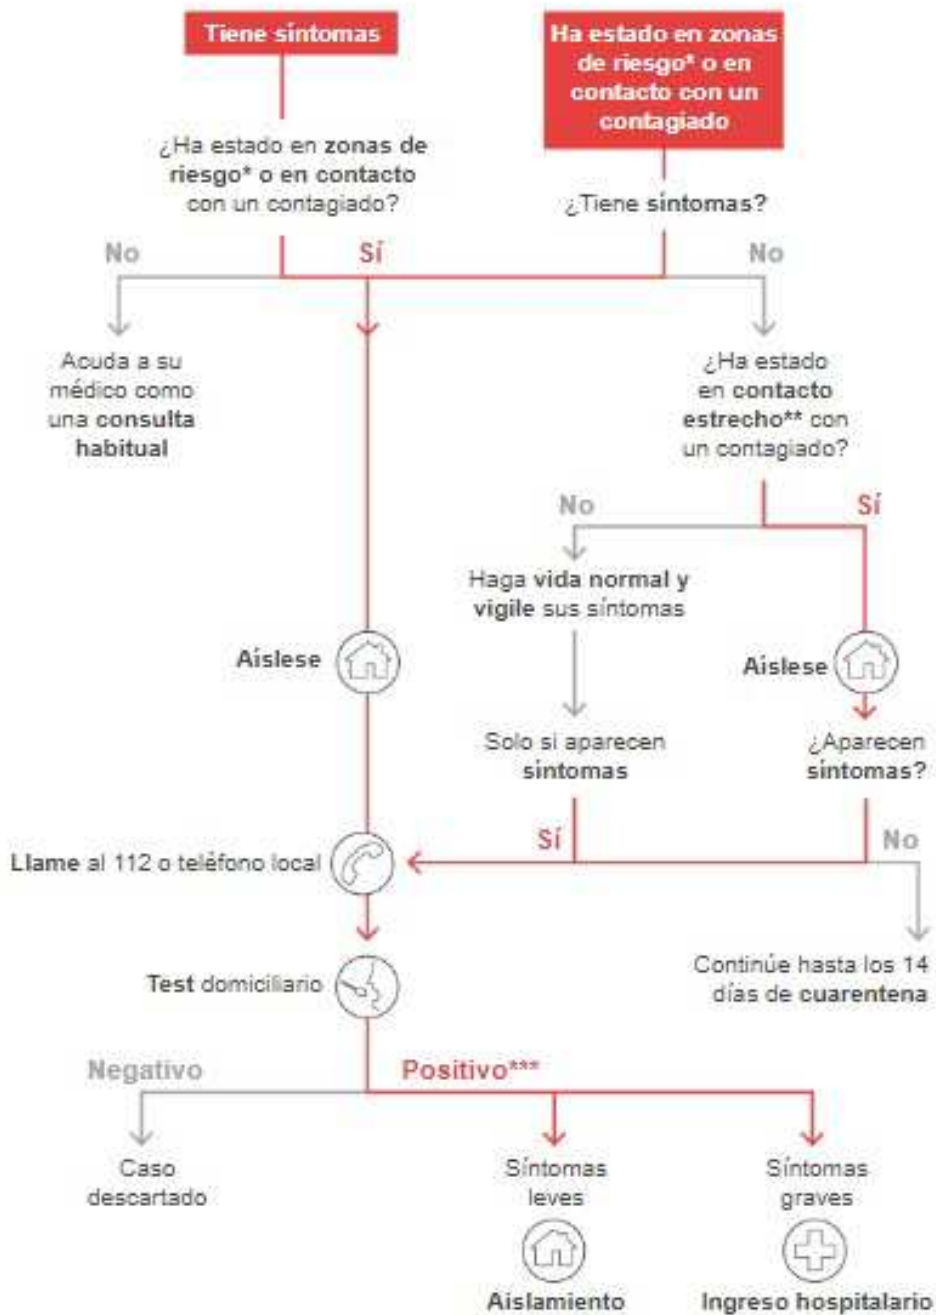 Tiene síntomas
Ha estado en zonas
de riesgo* o en
contacto con un
contagiado
¿Ha estado en zonas de
riesgo* o en contacto
con un contagiado?
¿Tiene síntomas?
No
Sí
No
Acuda a su
médico como
una consulta
habitual
¿Ha estado
en contacto
estrecho** con
un contagiado?
No
Sí
Haga vida normal y
vigile sus síntomas
Aíslese
Aíslese
Solo si aparecen
síntomas
¿Aparecen
síntomas?
Sí
No
Llame al 112 o teléfono local
Continúe hasta los 14
días de cuarentena
Test domiciliario
Negativo
Positivo***
Caso
descartado
Síntomas
leves
Síntomas
graves
Aislamiento
Ingreso hospitalario